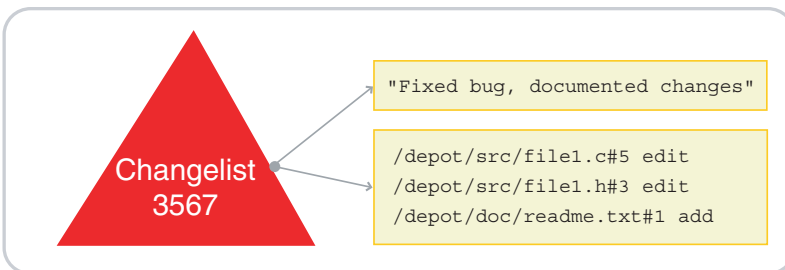 Changelist
3567
"Fixed bug, documented changes"
/depot/src/file1.c#5 edit
/depot/src/file1.h#3 edit
/depot/doc/readme.txt#1 add